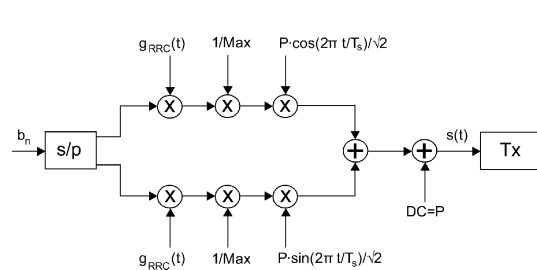 g_RRC(t) 1/Max P·cos(2π t/T_s)/√2
b_n s/p s(t) Tx
DC=P
g_RRC(t) 1/Max P·sin(2π t/T_s)/√2